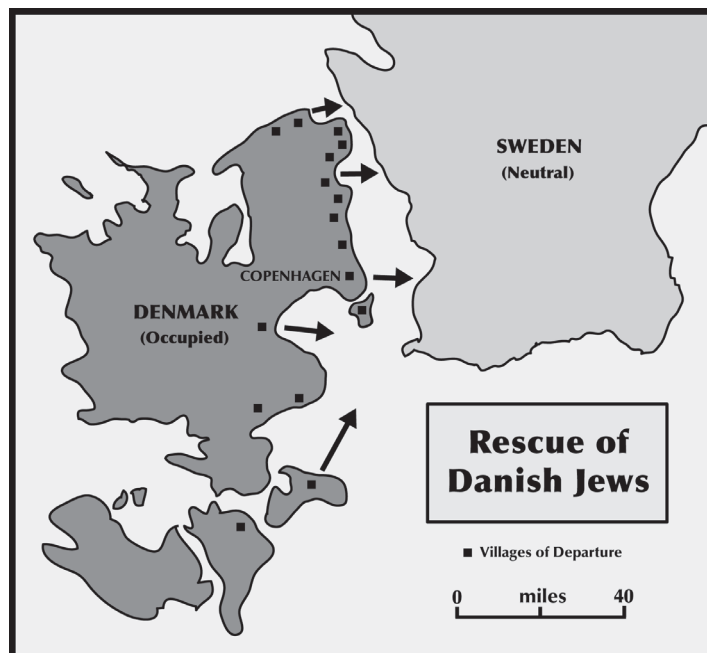 SWEDEN
(Neutral)
COPENHAGEN
DENMARK
(Occupied)
Rescue of
Danish Jews
Villages of Departure
0 miles 40